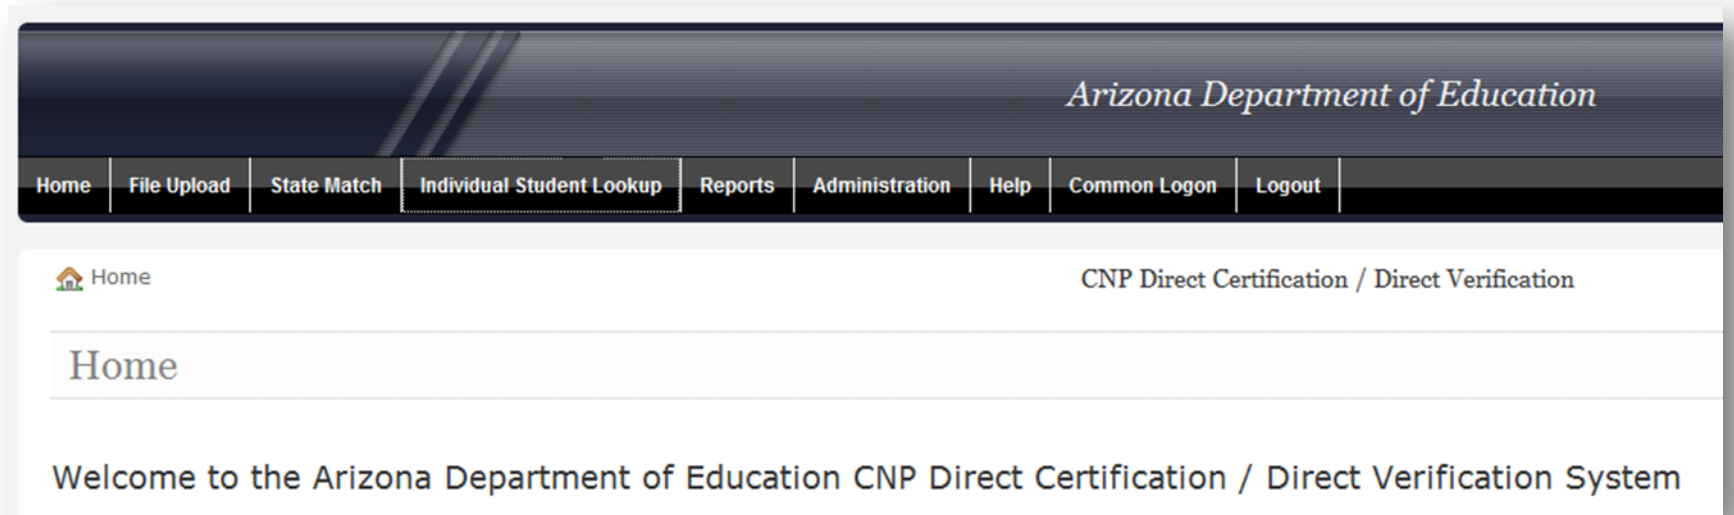 Arizona Department of Education
Home File Upload State Match Individual Student Lookup Reports Administration Help Common Logon Logout
Home CNP Direct Certification / Direct Verification
Home
Welcome to the Arizona Department of Education CNP Direct Certification / Direct Verification System